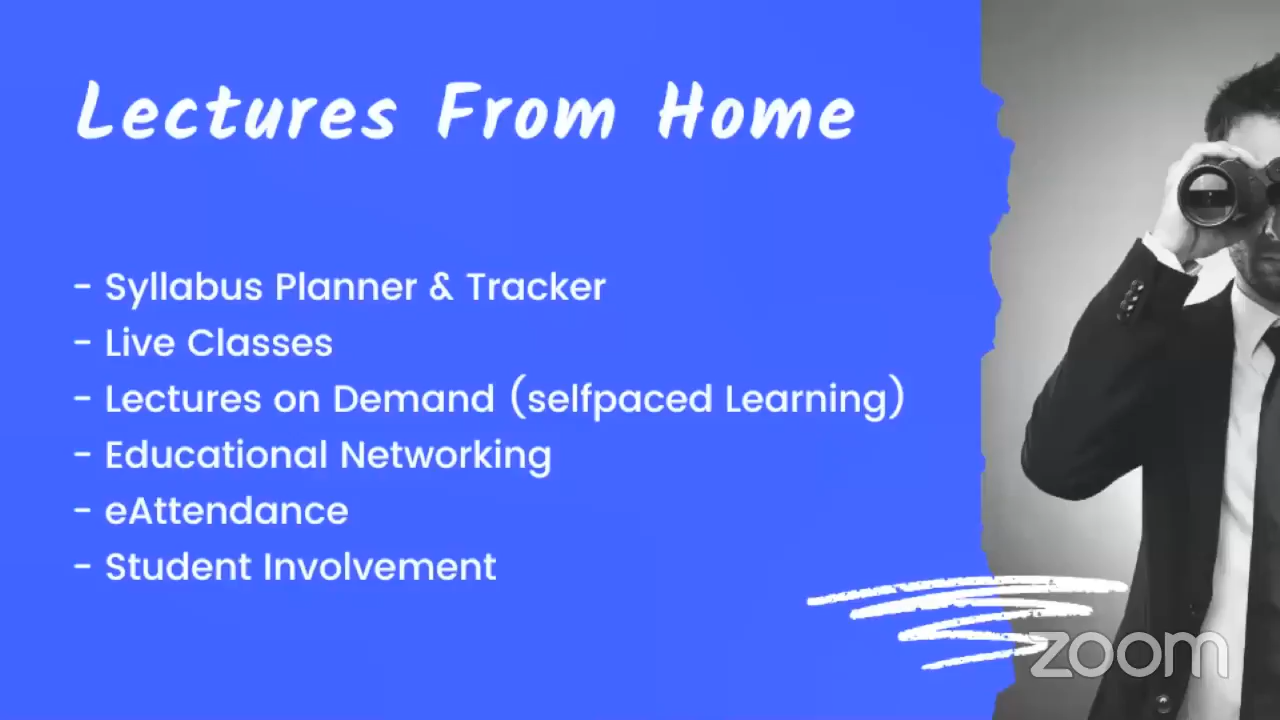 Lectures From Home
- Syllabus Planner & Tracker
- Live Classes
- Lectures on Demand (selfpaced Learning)
- Educational Networking
- eAttendance
- Student Involvement
zoom